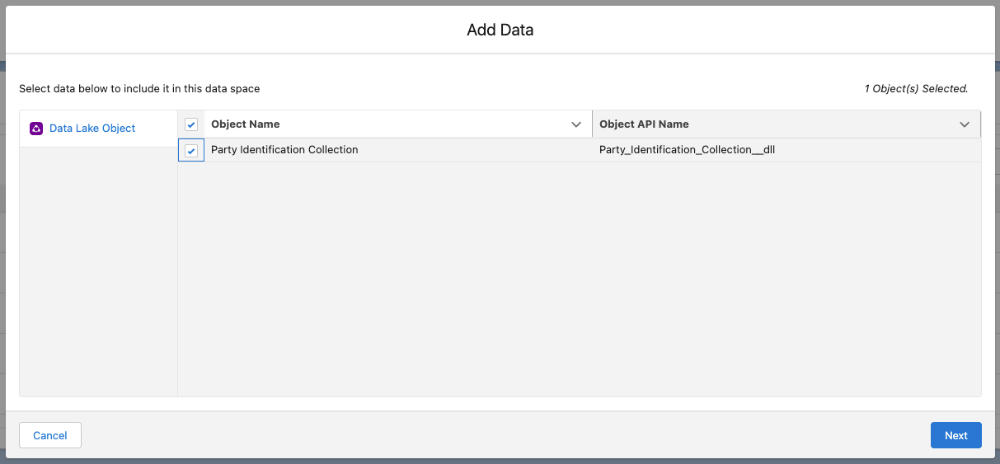 Add Data
Select data below to include it in this data space
1 Object(s) Selected.
Data Lake Object
Object Name
Object API Name
Party Identification Collection
Party_Identification_Collection__dll
Cancel
Next